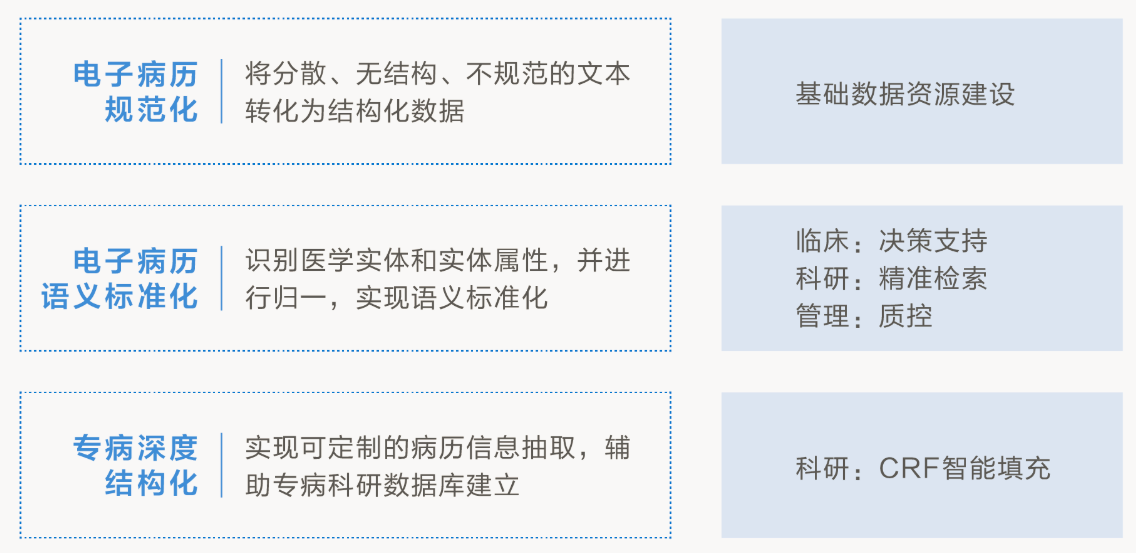 电子病历
规范化
将分散、无结构、不规范的文本
转化为结构化数据
基础数据资源建设
电子病历
语义标准化
识别医学实体和实体属性，并进
行归一，实现语义标准化
临床：决策支持
科研：精准检索
管理：质控
专病深度
结构化
实现可定制的病历信息抽取，辅
助专病科研数据库建立
科研：CRF智能填充